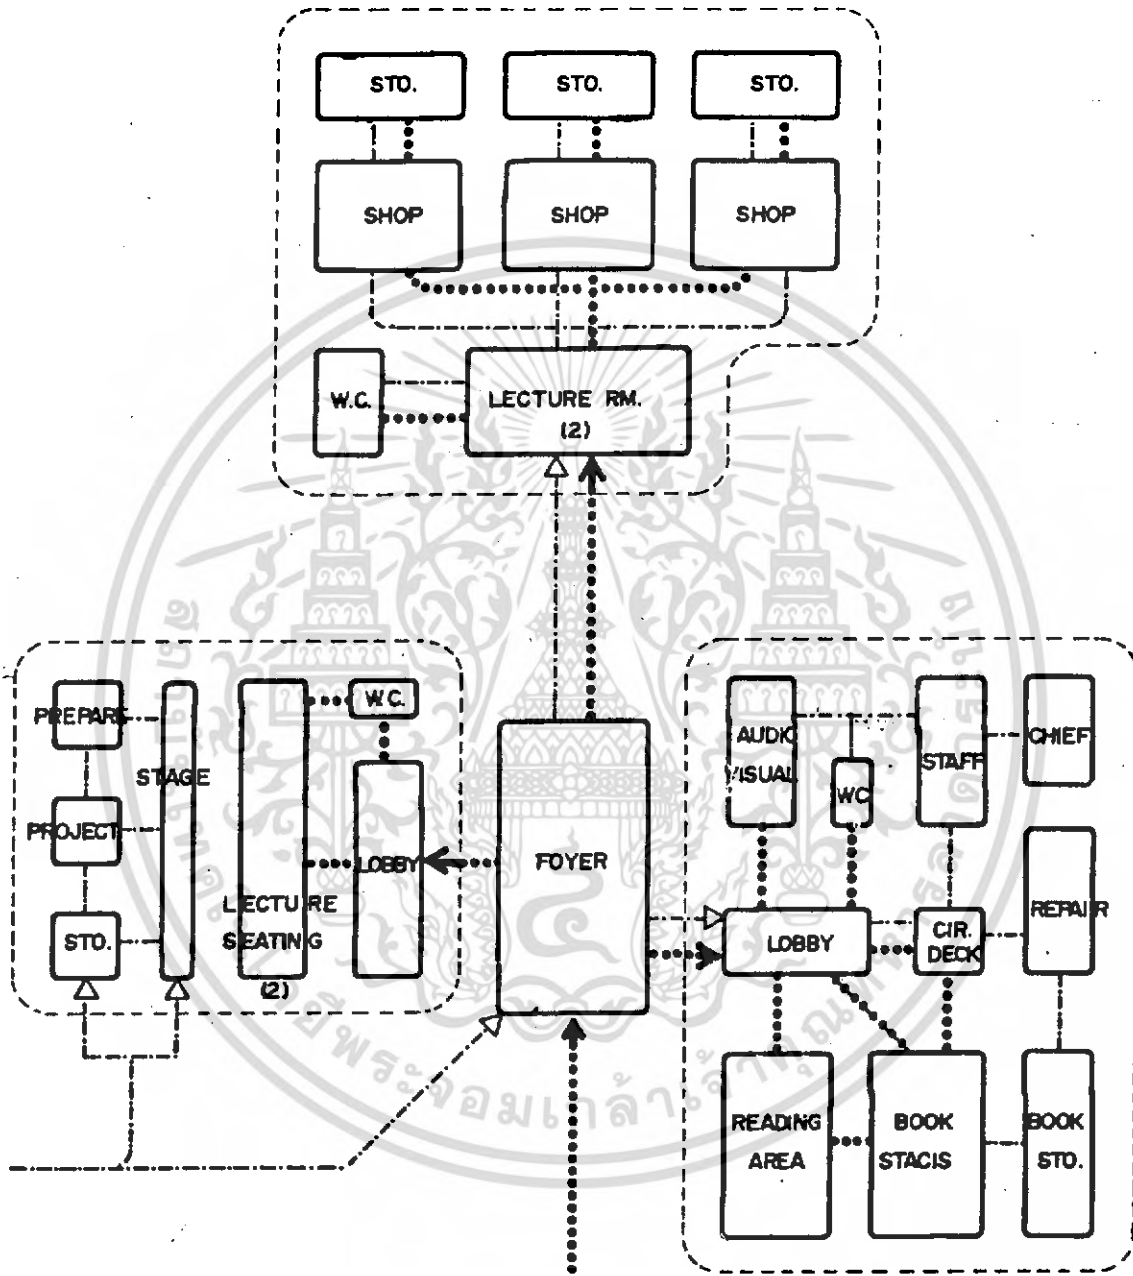 STO.
STO.
STO.
SHOP
SHOP
SHOP
W.C.
LECTURE RM.
(2)
PREPARE
STAGE
W.C.
PROJECT
LOBBY
LECTURE
SEATING
(2)
STO.
FOYER
AUDIO
VISUAL
WC
STAFF
CHIEF
LOBBY
CIR.
DECK
REPAIR
READING
AREA
BOOK
STACIS
BOOK
STO.